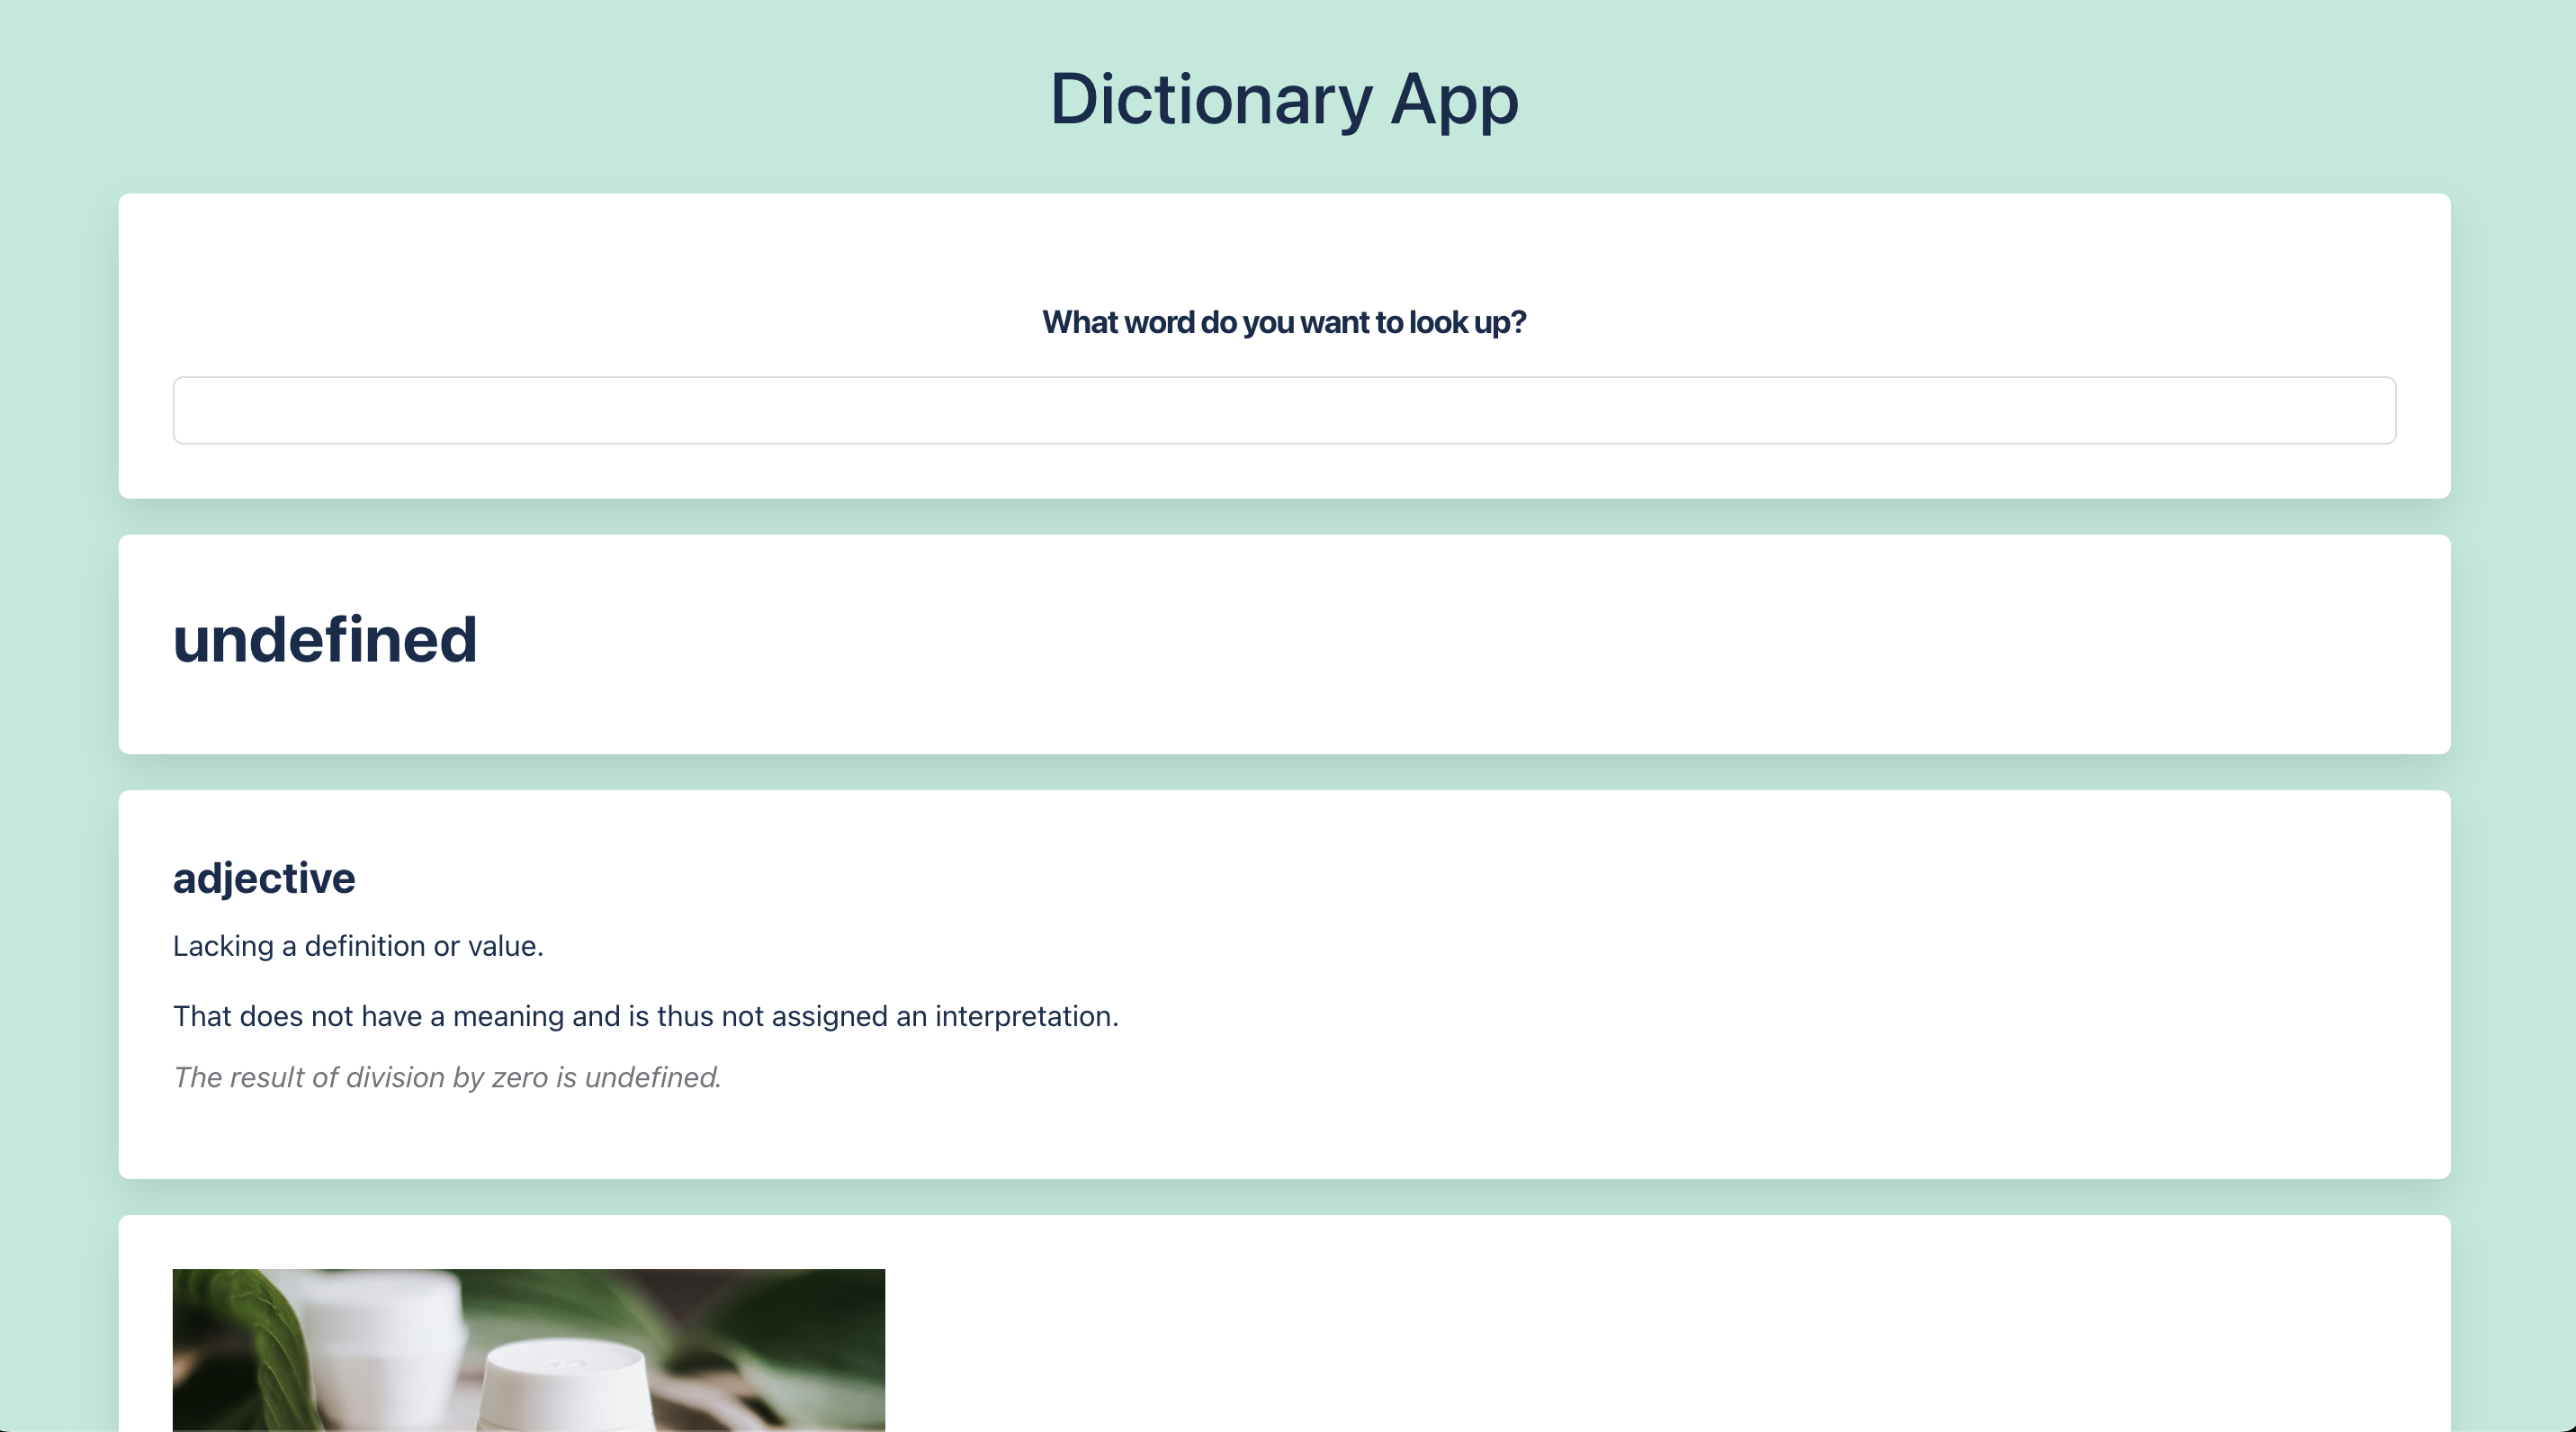 Dictionary App
What word do you want to look up?
undefined
adjective
Lacking a definition or value.
That does not have a meaning and is thus not assigned an interpretation.
The result of division by zero is undefined.